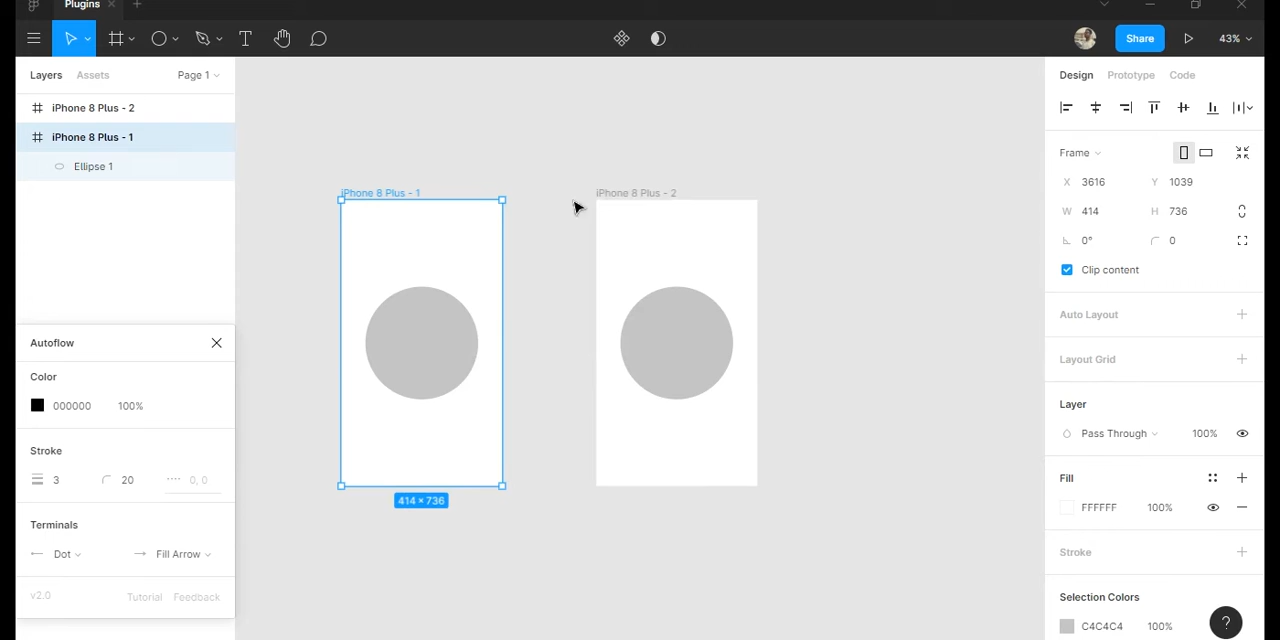 Plugins
Share
43%
Layers
Assets
Page 1
iPhone 8 Plus - 2
iPhone 8 Plus - 1
Ellipse 1
Autoflow
Color
000000
100%
Stroke
3
20
0, 0
Terminals
Dot
Fill Arrow
v2.0
Tutorial
Feedback
iPhone 8 Plus - 1
iPhone 8 Plus - 2
414 × 736
Design
Prototype
Code
Frame
X 3616
Y 1039
W 414
H 736
0°
0
Clip content
Auto Layout
Layout Grid
Layer
Pass Through
100%
Fill
FFFFFF
100%
Stroke
Selection Colors
C4C4C4
100%
?